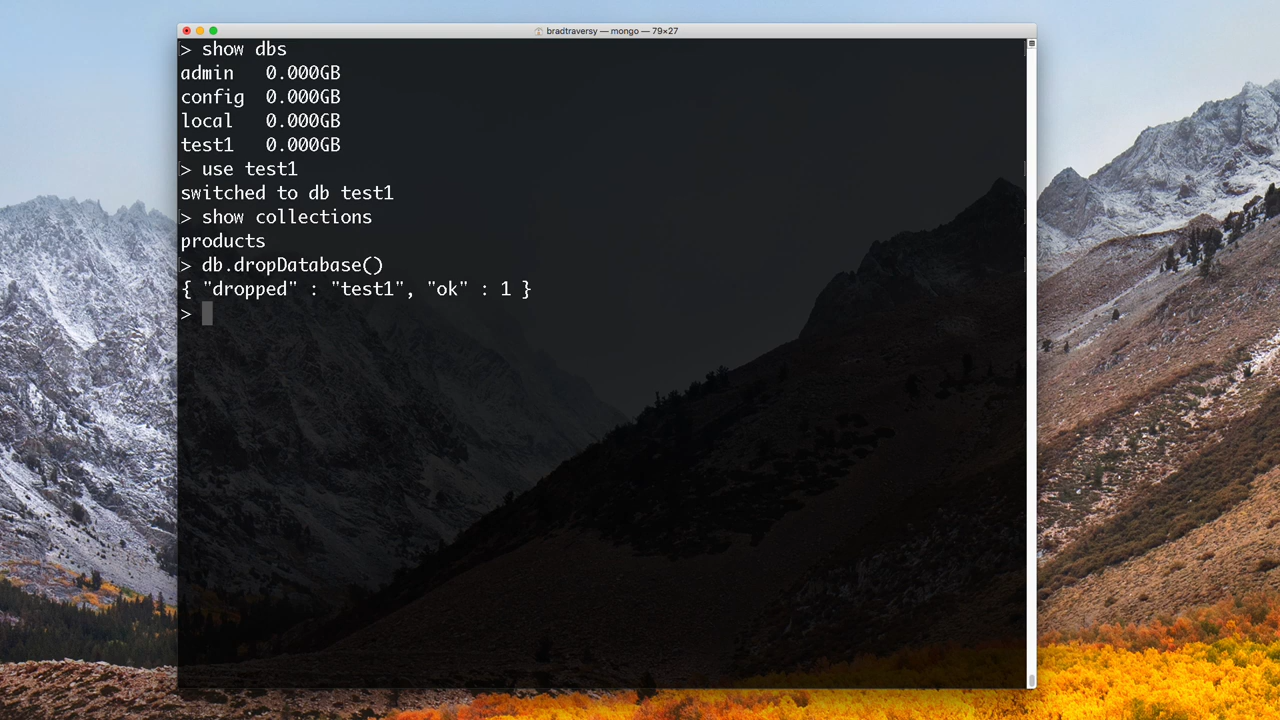 bradtraversy — mongo — 79×27
> show dbs
admin   0.000GB
config  0.000GB
local   0.000GB
test1   0.000GB
> use test1
switched to db test1
> show collections
products
> db.dropDatabase()
{ "dropped" : "test1", "ok" : 1 }
>